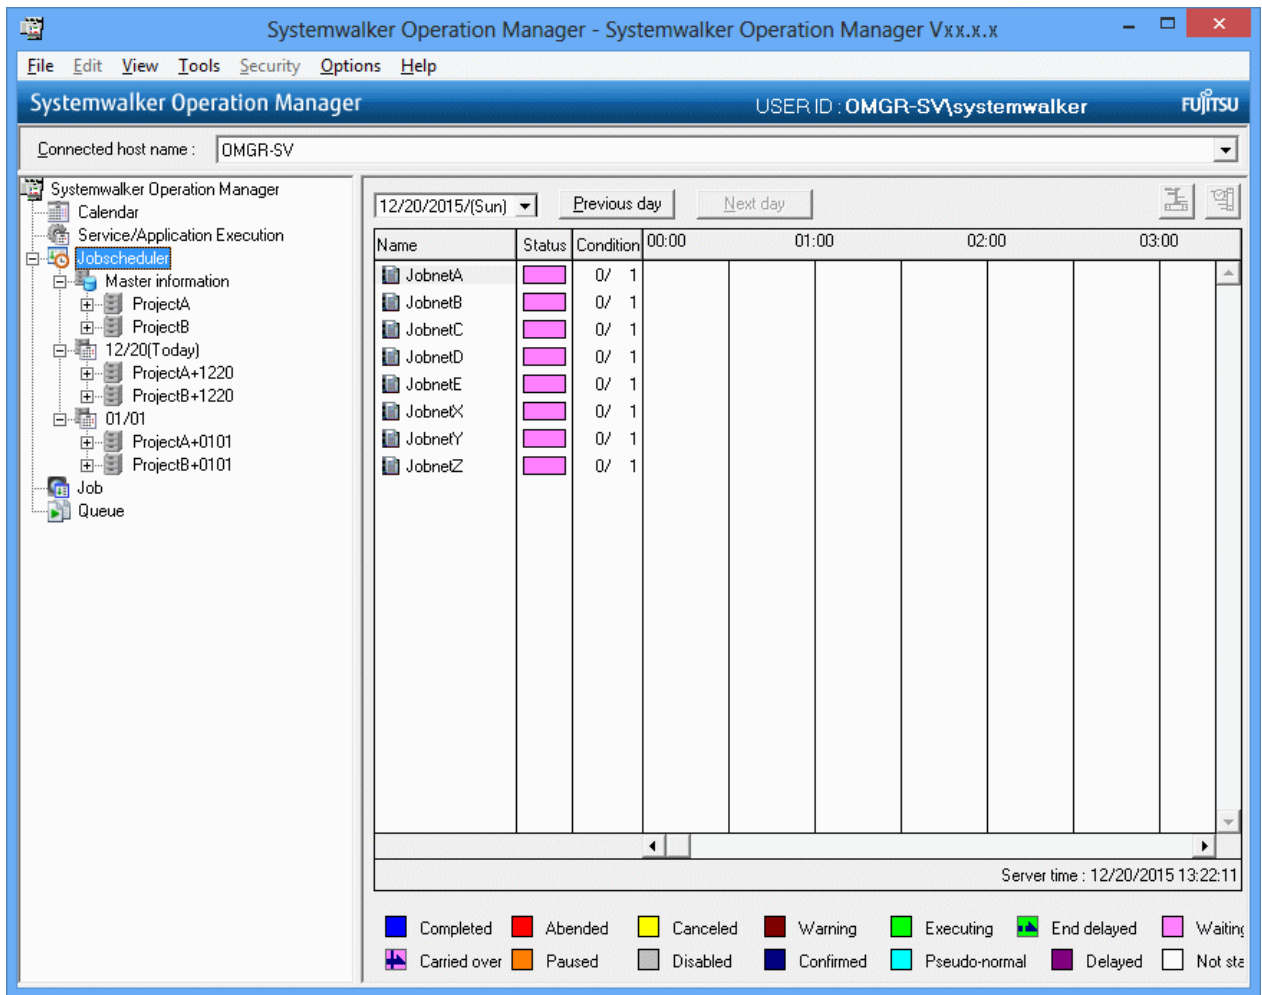 Systemwalker Operation Manager - Systemwalker Operation Manager Vxx.x.x
File Edit View Tools Security Options Help
Systemwalker Operation Manager USER ID : OMGR-SV\systemwalker FUJITSU
Connected host name : OMGR-SV
Systemwalker Operation Manager
Calendar
Service/Application Execution
Jobscheduler
Master information
ProjectA
ProjectB
12/20(Today)
ProjectA+1220
ProjectB+1220
01/01
ProjectA+0101
ProjectB+0101
Job
Queue
12/20/2015/(Sun) Previous day Next day
Name Status Condition 00:00 01:00 02:00 03:00
JobnetA 0/ 1
JobnetB 0/ 1
JobnetC 0/ 1
JobnetD 0/ 1
JobnetE 0/ 1
JobnetX 0/ 1
JobnetY 0/ 1
JobnetZ 0/ 1
Server time : 12/20/2015 13:22:11
Completed Abended Canceled Warning Executing End delayed Waiting
Carried over Paused Disabled Confirmed Pseudo-normal Delayed Not sta